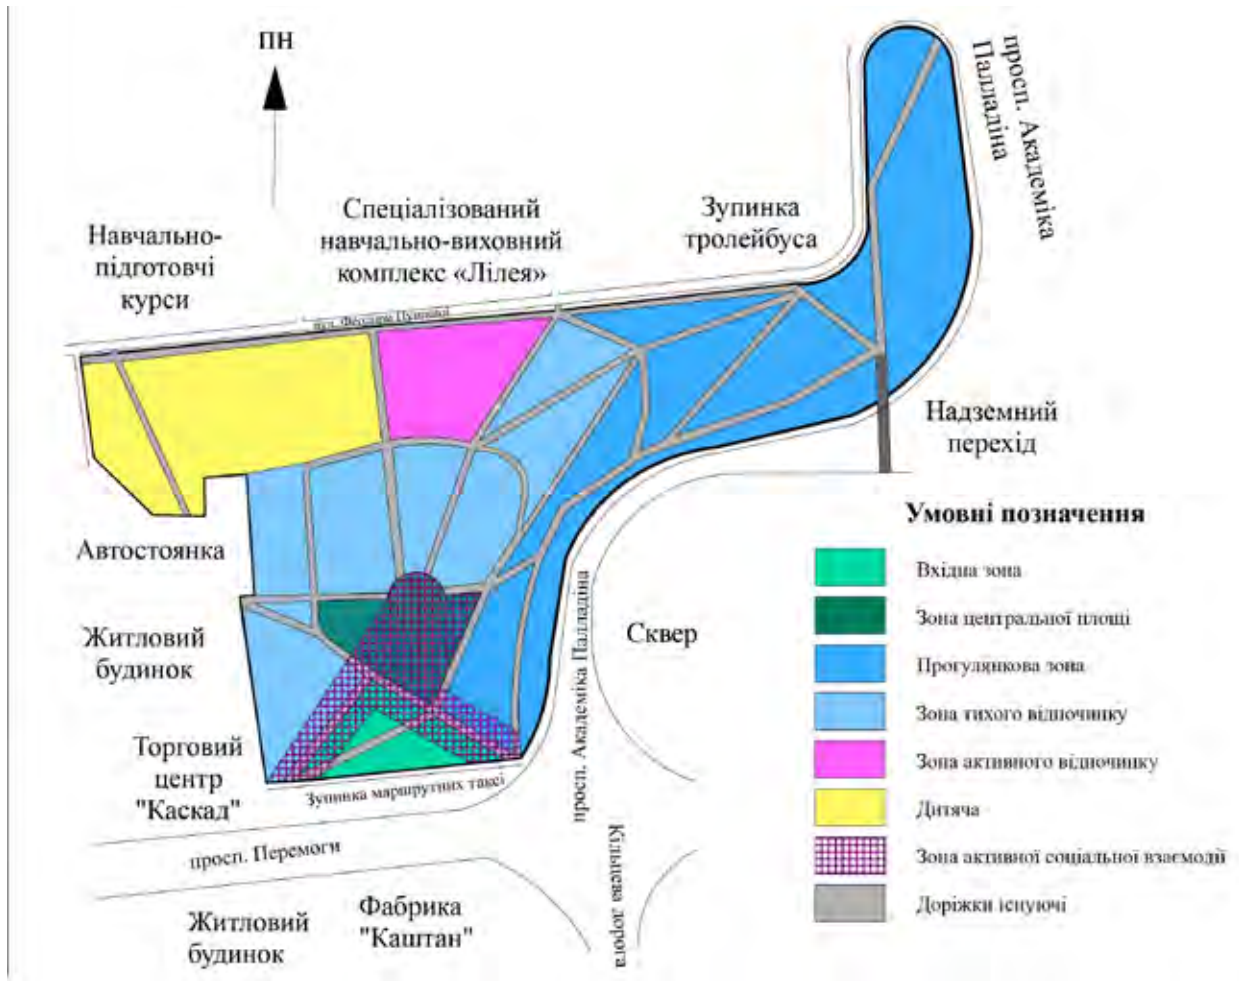 ПН
просп. Академіка
Палладіна
Зупинка
тролейбуса
Спеціалізований
навчально-виховний
комплекс «Лілея»
Навчально-
підготовчі
курси
вул. Феодори Пушиної
Надземний
перехід
Умовні позначення
Вхідна зона
Зона центральної площі
Прогулянкова зона
Зона тихого відпочинку
Зона активного відпочинку
Дитяча
Зона активної соціальної взаємодії
Доріжки існуючі
Автостоянка
Житловий
будинок
Сквер
просп. Академіка Палладіна
Торговий
центр
"Каскад"
Зупинка маршрутних таксі
просп. Перемоги
Кільцева дорога
Фабрика
"Каштан"
Житловий
будинок